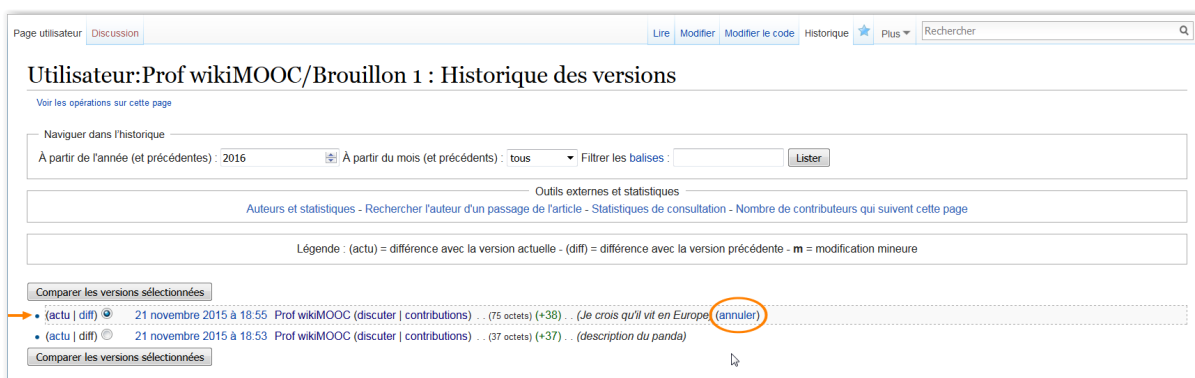 Page utilisateur Discussion Lire Modifier Modifier le code Historique Plus Rechercher
Utilisateur:Prof wikiMOOC/Brouillon 1 : Historique des versions
Voir les opérations sur cette page
Naviguer dans l'historique
À partir de l'année (et précédentes) : 2016 À partir du mois (et précédents) : tous Filtrer les balises : Lister
Outils externes et statistiques
Auteurs et statistiques - Rechercher l'auteur d'un passage de l'article - Statistiques de consultation - Nombre de contributeurs qui suivent cette page
Légende : (actu) = différence avec la version actuelle - (diff) = différence avec la version précédente - m = modification mineure
Comparer les versions sélectionnées
(actu | diff) 21 novembre 2015 à 18:55 Prof wikiMOOC (discuter | contributions) . . (75 octets) (+38) . . (Je crois qu'il vit en Europe) (annuler)
(actu | diff) 21 novembre 2015 à 18:53 Prof wikiMOOC (discuter | contributions) . . (37 octets) (+37) . . (description du panda)
Comparer les versions sélectionnées